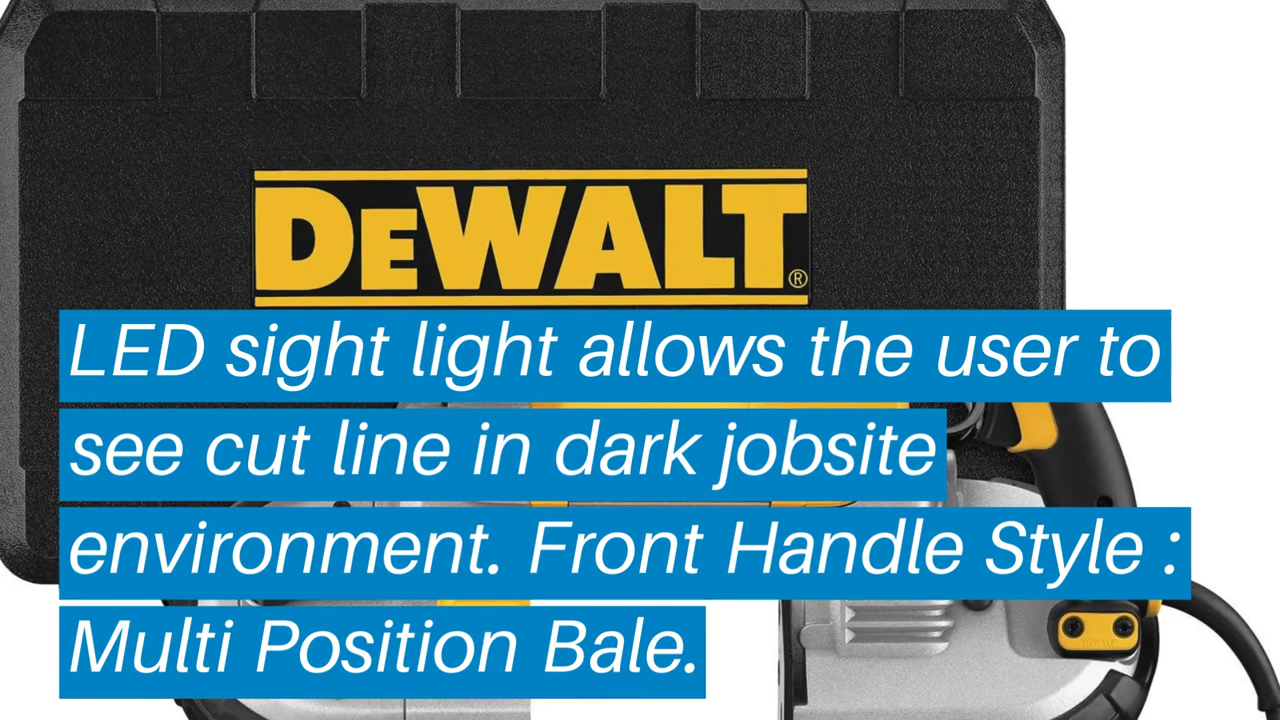 DEWALT®
LED sight light allows the user to
see cut line in dark jobsite
environment. Front Handle Style :
Multi Position Bale.